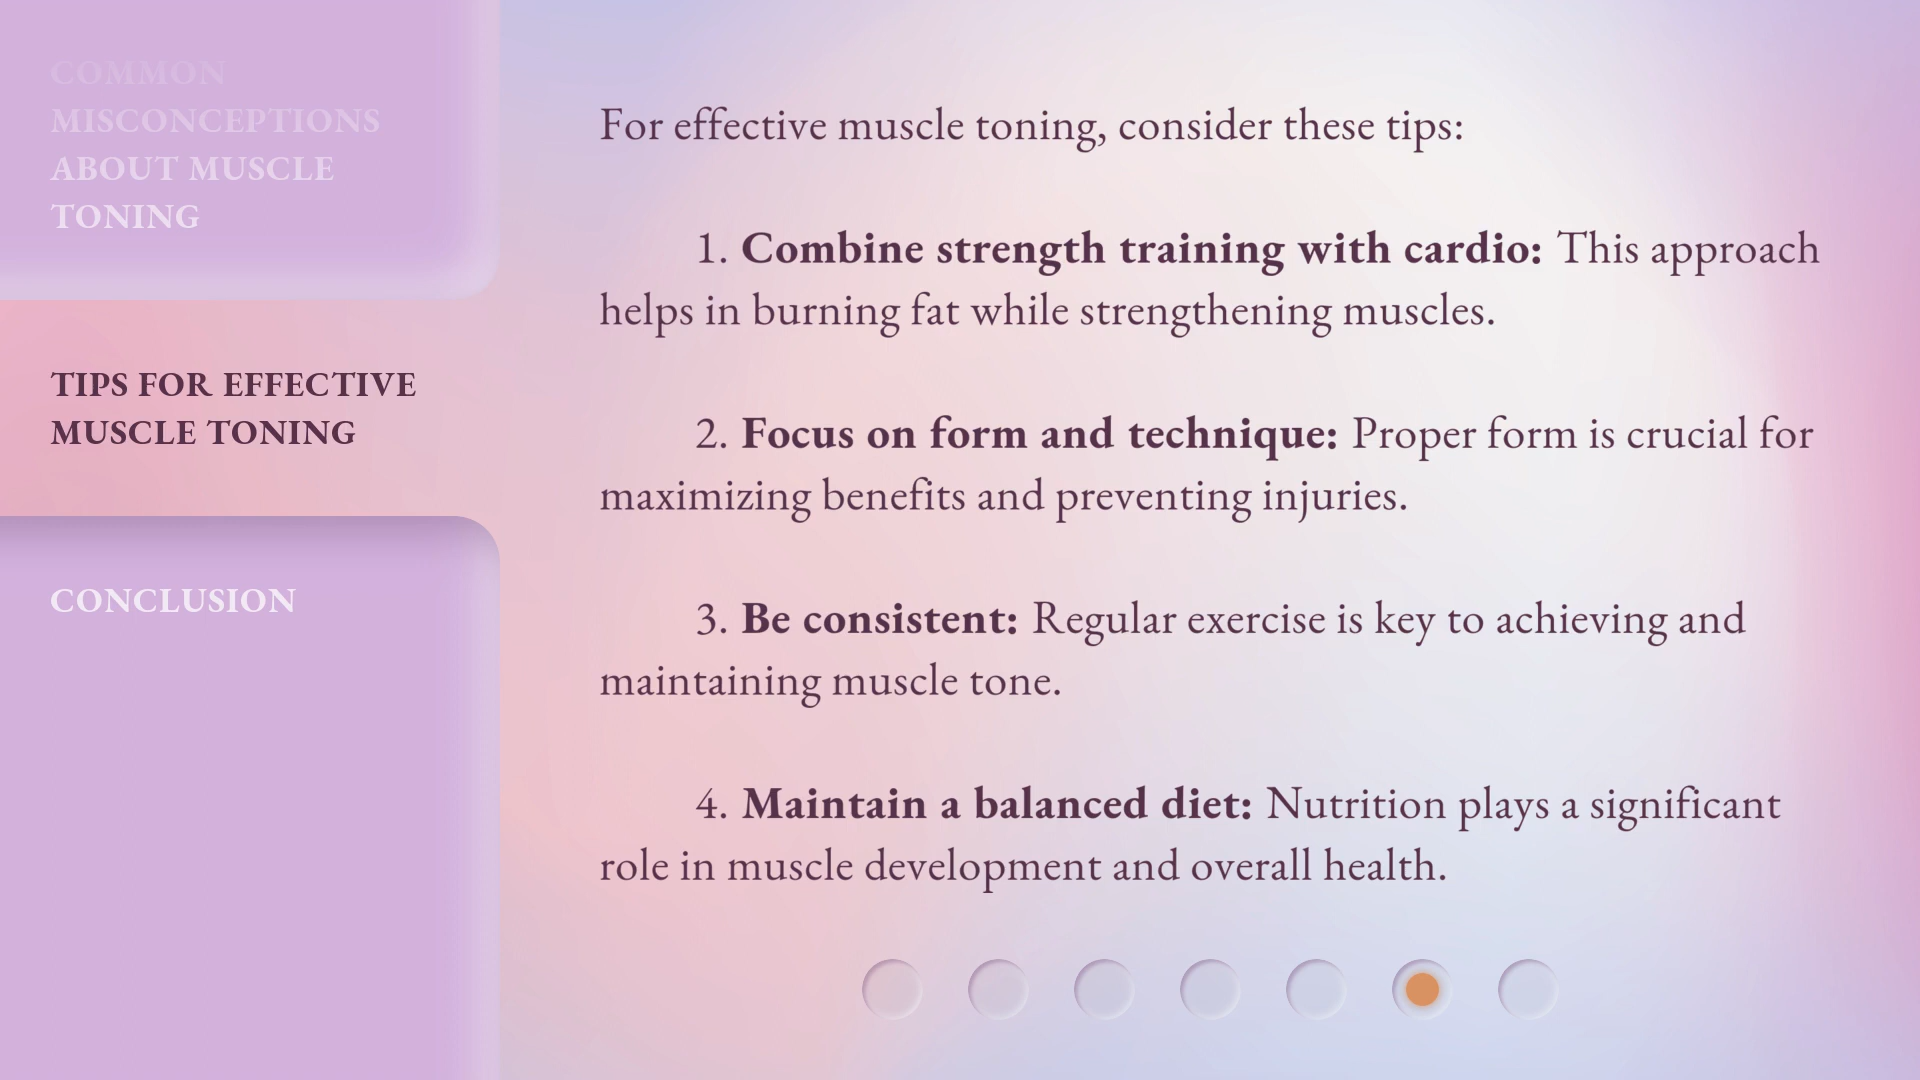 COMMON
MISCONCEPTIONS
ABOUT MUSCLE
TONING
TIPS FOR EFFECTIVE
MUSCLE TONING
CONCLUSION
For effective muscle toning, consider these tips:
1. Combine strength training with cardio: This approach
helps in burning fat while strengthening muscles.
2. Focus on form and technique: Proper form is crucial for
maximizing benefits and preventing injuries.
3. Be consistent: Regular exercise is key to achieving and
maintaining muscle tone.
4. Maintain a balanced diet: Nutrition plays a significant
role in muscle development and overall health.